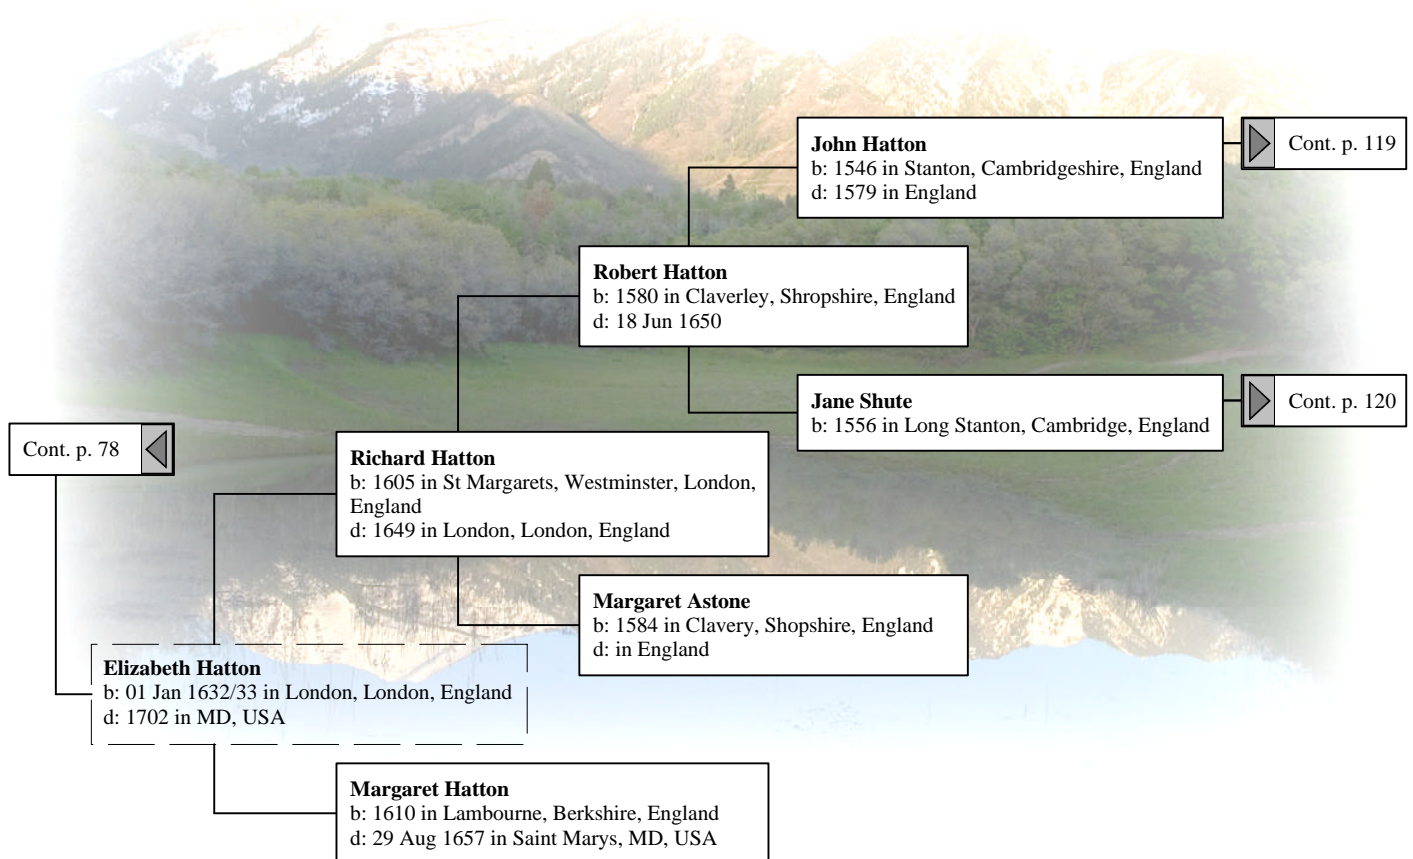 John Hatton
b: 1546 in Stanton, Cambridgeshire, England
d: 1579 in England
Cont. p. 119
Robert Hatton
b: 1580 in Claverley, Shropshire, England
d: 18 Jun 1650
Jane Shute
b: 1556 in Long Stanton, Cambridge, England
Cont. p. 120
Cont. p. 78
Richard Hatton
b: 1605 in St Margarets, Westminster, London,
England
d: 1649 in London, London, England
Margaret Astone
b: 1584 in Clavery, Shopshire, England
d: in England
Elizabeth Hatton
b: 01 Jan 1632/33 in London, London, England
d: 1702 in MD, USA
Margaret Hatton
b: 1610 in Lambourne, Berkshire, England
d: 29 Aug 1657 in Saint Marys, MD, USA